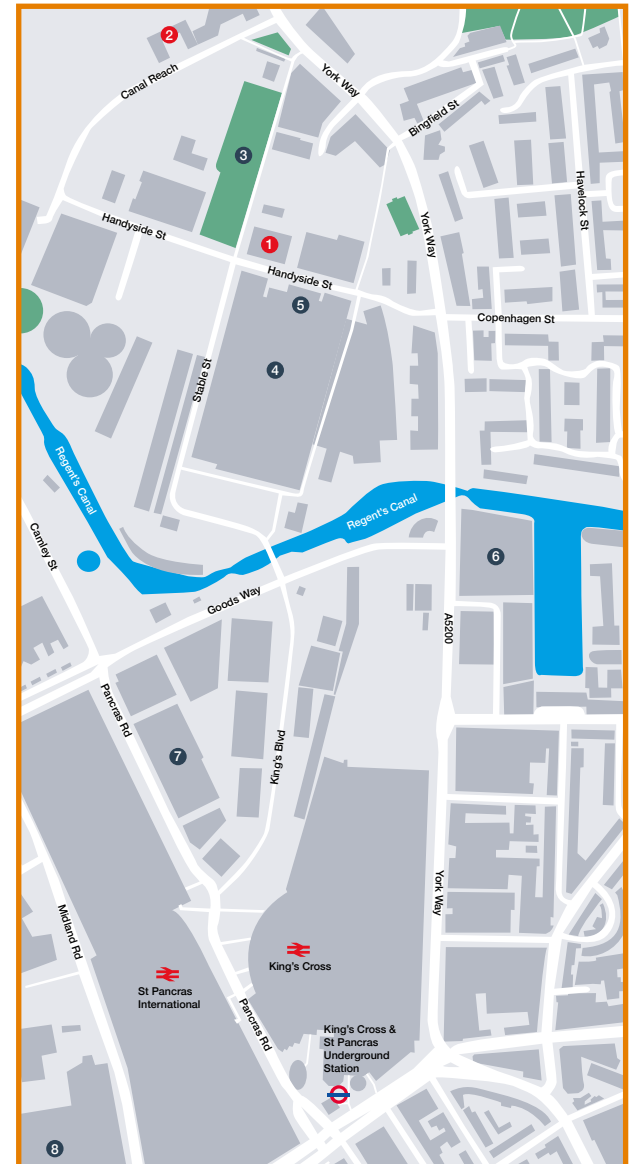 2
Canal Reach
York Way
Bingfield St
3
Havelock St
Handyside St
York Way
1
Handyside St
5
Copenhagen St
4
Stable St
Regent's Canal
Regent's Canal
Camley St
6
Goods Way
A5200
Pancras Rd
7
King's Blvd
York Way
Midland Rd
King's Cross
St Pancras
International
Pancras Rd
King's Cross &
St Pancras
Underground
Station
8